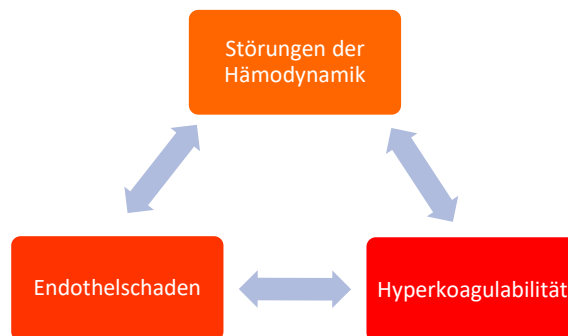 Störungen der
Hämodynamik
Endothelschaden
Hyperkoagulabilität